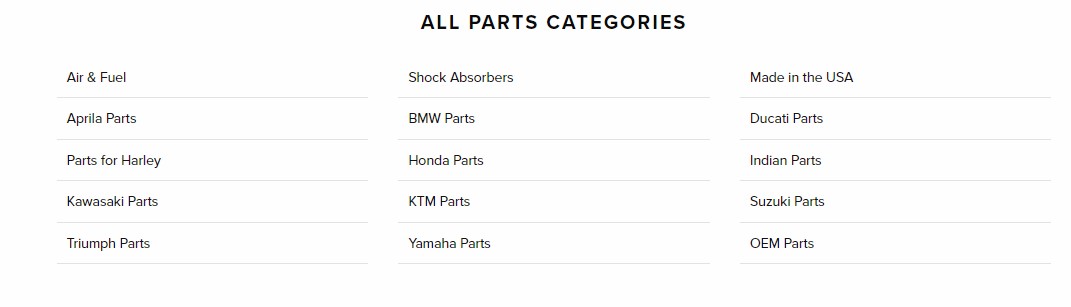 ALL PARTS CATEGORIES
Air & Fuel
Shock Absorbers
Made in the USA
Aprila Parts
BMW Parts
Ducati Parts
Parts for Harley
Honda Parts
Indian Parts
Kawasaki Parts
KTM Parts
Suzuki Parts
Triumph Parts
Yamaha Parts
OEM Parts